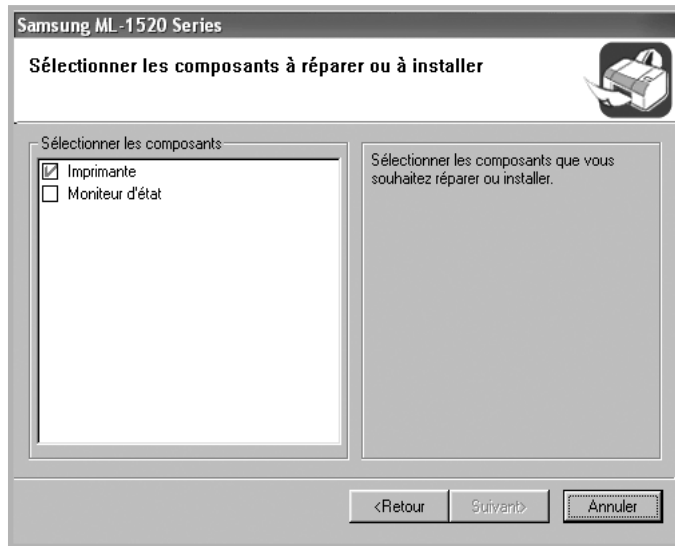 Samsung ML-1520 Series
Sélectionner les composants à réparer ou à installer
Sélectionner les composants
Imprimante
Moniteur d'état
Sélectionner les composants que vous
souhaitez réparer ou installer.
<Retour
Suivant>
Annuler